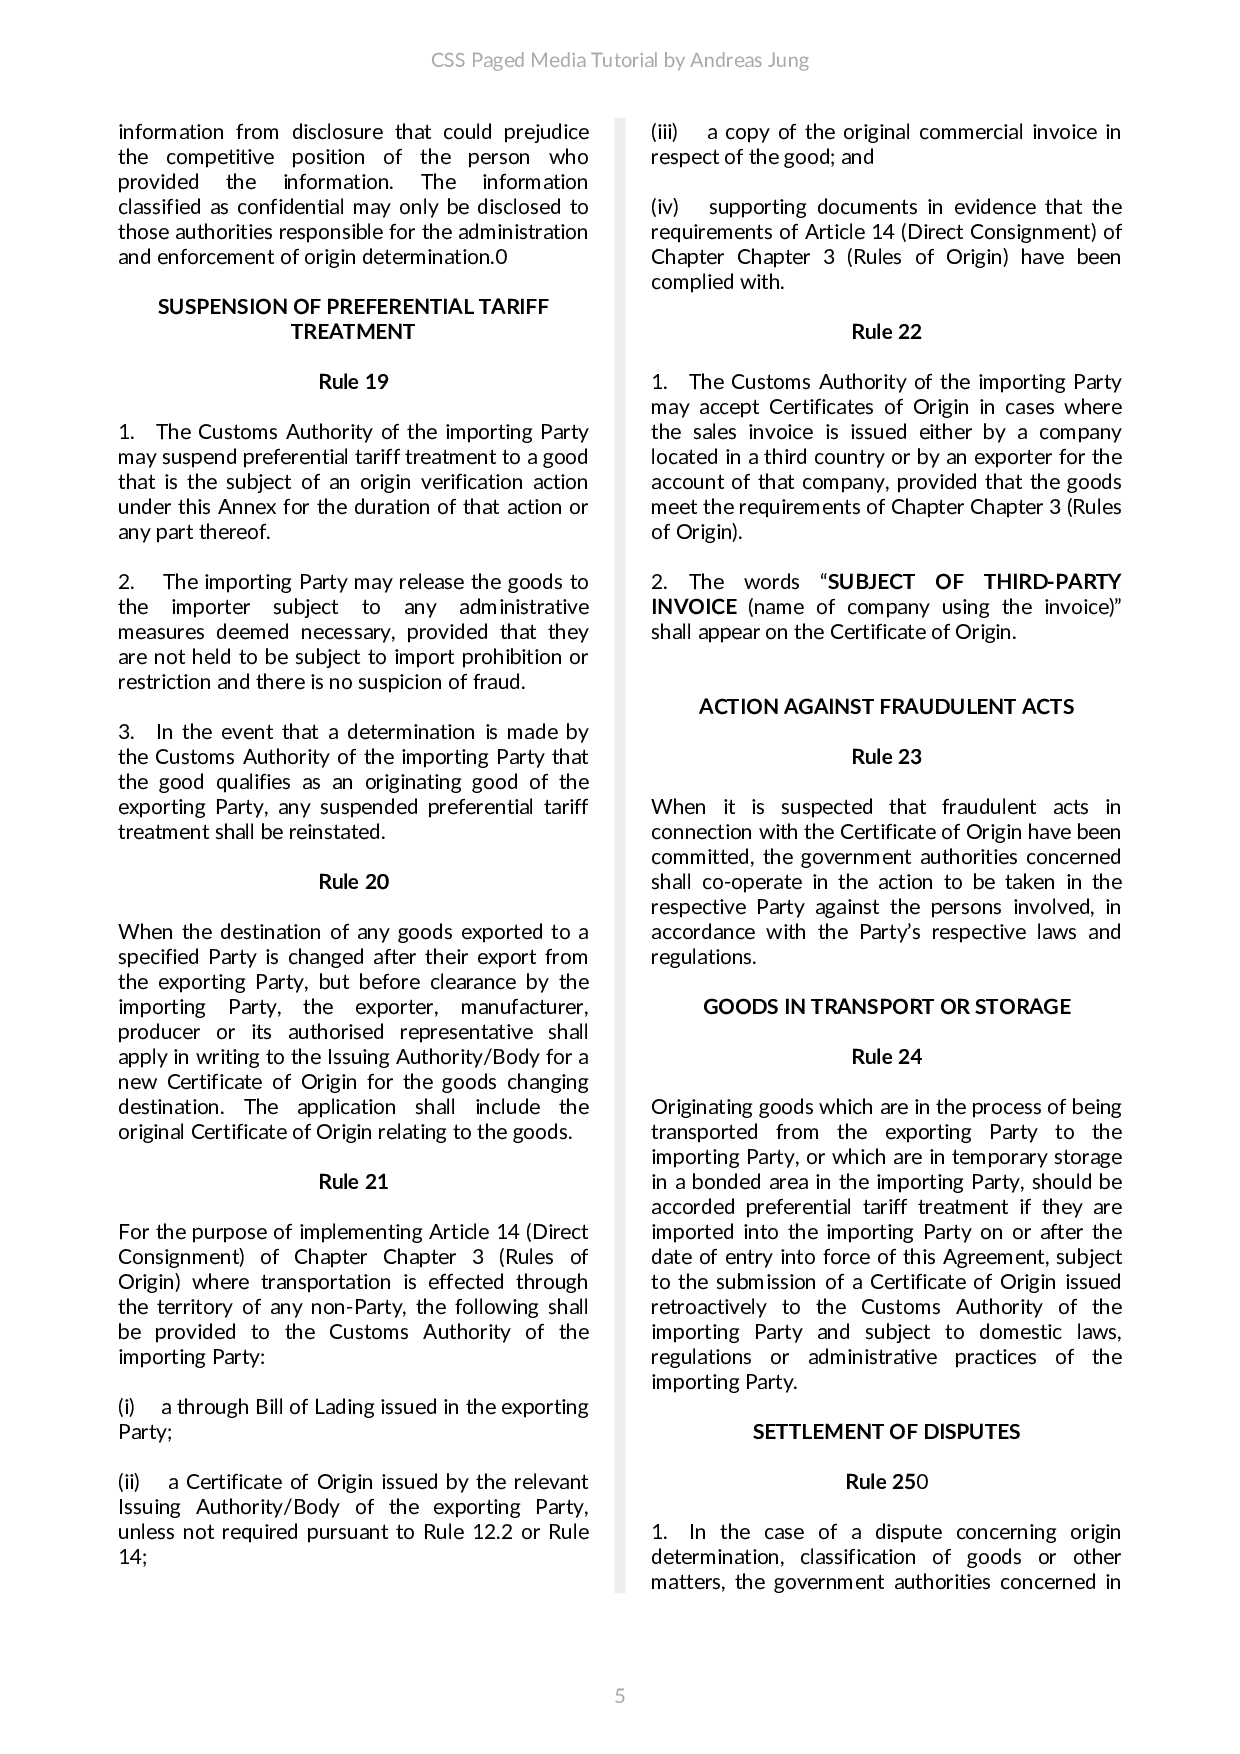 CSS Paged Media Tutorial by Andreas Jung
information from disclosure that could prejudice
the competitive position of the person who
provided the information. The information
classified as confidential may only be disclosed to
those authorities responsible for the administration
and enforcement of origin determination.0
SUSPENSION OF PREFERENTIAL TARIFF
TREATMENT
Rule 19
1. The Customs Authority of the importing Party
may suspend preferential tariff treatment to a good
that is the subject of an origin verification action
under this Annex for the duration of that action or
any part thereof.
2. The importing Party may release the goods to
the importer subject to any administrative
measures deemed necessary, provided that they
are not held to be subject to import prohibition or
restriction and there is no suspicion of fraud.
3. In the event that a determination is made by
the Customs Authority of the importing Party that
the good qualifies as an originating good of the
exporting Party, any suspended preferential tariff
treatment shall be reinstated.
Rule 20
When the destination of any goods exported to a
specified Party is changed after their export from
the exporting Party, but before clearance by the
importing Party, the exporter, manufacturer,
producer or its authorised representative shall
apply in writing to the Issuing Authority/Body for a
new Certificate of Origin for the goods changing
destination. The application shall include the
original Certificate of Origin relating to the goods.
Rule 21
For the purpose of implementing Article 14 (Direct
Consignment) of Chapter Chapter 3 (Rules of
Origin) where transportation is effected through
the territory of any non-Party, the following shall
be provided to the Customs Authority of the
importing Party:
(i) a through Bill of Lading issued in the exporting
Party;
(ii) a Certificate of Origin issued by the relevant
Issuing Authority/Body of the exporting Party,
unless not required pursuant to Rule 12.2 or Rule
14;
(iii) a copy of the original commercial invoice in
respect of the good; and
(iv) supporting documents in evidence that the
requirements of Article 14 (Direct Consignment) of
Chapter Chapter 3 (Rules of Origin) have been
complied with.
Rule 22
1. The Customs Authority of the importing Party
may accept Certificates of Origin in cases where
the sales invoice is issued either by a company
located in a third country or by an exporter for the
account of that company, provided that the goods
meet the requirements of Chapter Chapter 3 (Rules
of Origin).
2. The words “SUBJECT OF THIRD-PARTY
INVOICE (name of company using the invoice)”
shall appear on the Certificate of Origin.
ACTION AGAINST FRAUDULENT ACTS
Rule 23
When it is suspected that fraudulent acts in
connection with the Certificate of Origin have been
committed, the government authorities concerned
shall co-operate in the action to be taken in the
respective Party against the persons involved, in
accordance with the Party’s respective laws and
regulations.
GOODS IN TRANSPORT OR STORAGE
Rule 24
Originating goods which are in the process of being
transported from the exporting Party to the
importing Party, or which are in temporary storage
in a bonded area in the importing Party, should be
accorded preferential tariff treatment if they are
imported into the importing Party on or after the
date of entry into force of this Agreement, subject
to the submission of a Certificate of Origin issued
retroactively to the Customs Authority of the
importing Party and subject to domestic laws,
regulations or administrative practices of the
importing Party.
SETTLEMENT OF DISPUTES
Rule 250
1. In the case of a dispute concerning origin
determination, classification of goods or other
matters, the government authorities concerned in
5